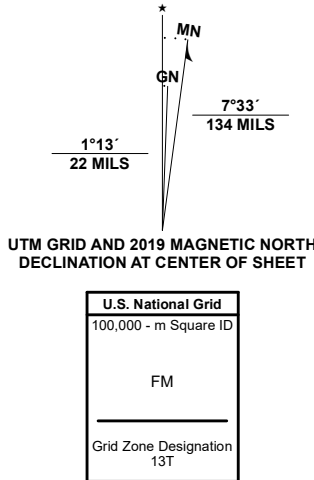 ★
MN
GN
7°33´
134 MILS
1°13´
22 MILS
UTM GRID AND 2019 MAGNETIC NORTH
DECLINATION AT CENTER OF SHEET
U.S. National Grid
100,000 - m Square ID
FM
Grid Zone Designation
13T